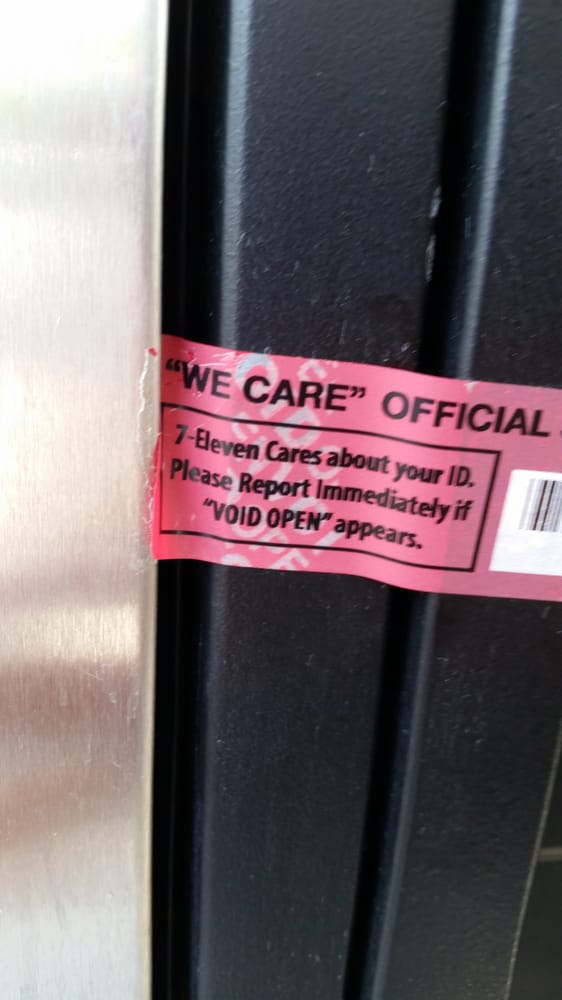 "WE CARE" OFFICIAL
7-Eleven Cares about your ID.
Please Report Immediately if
"VOID OPEN" appears.